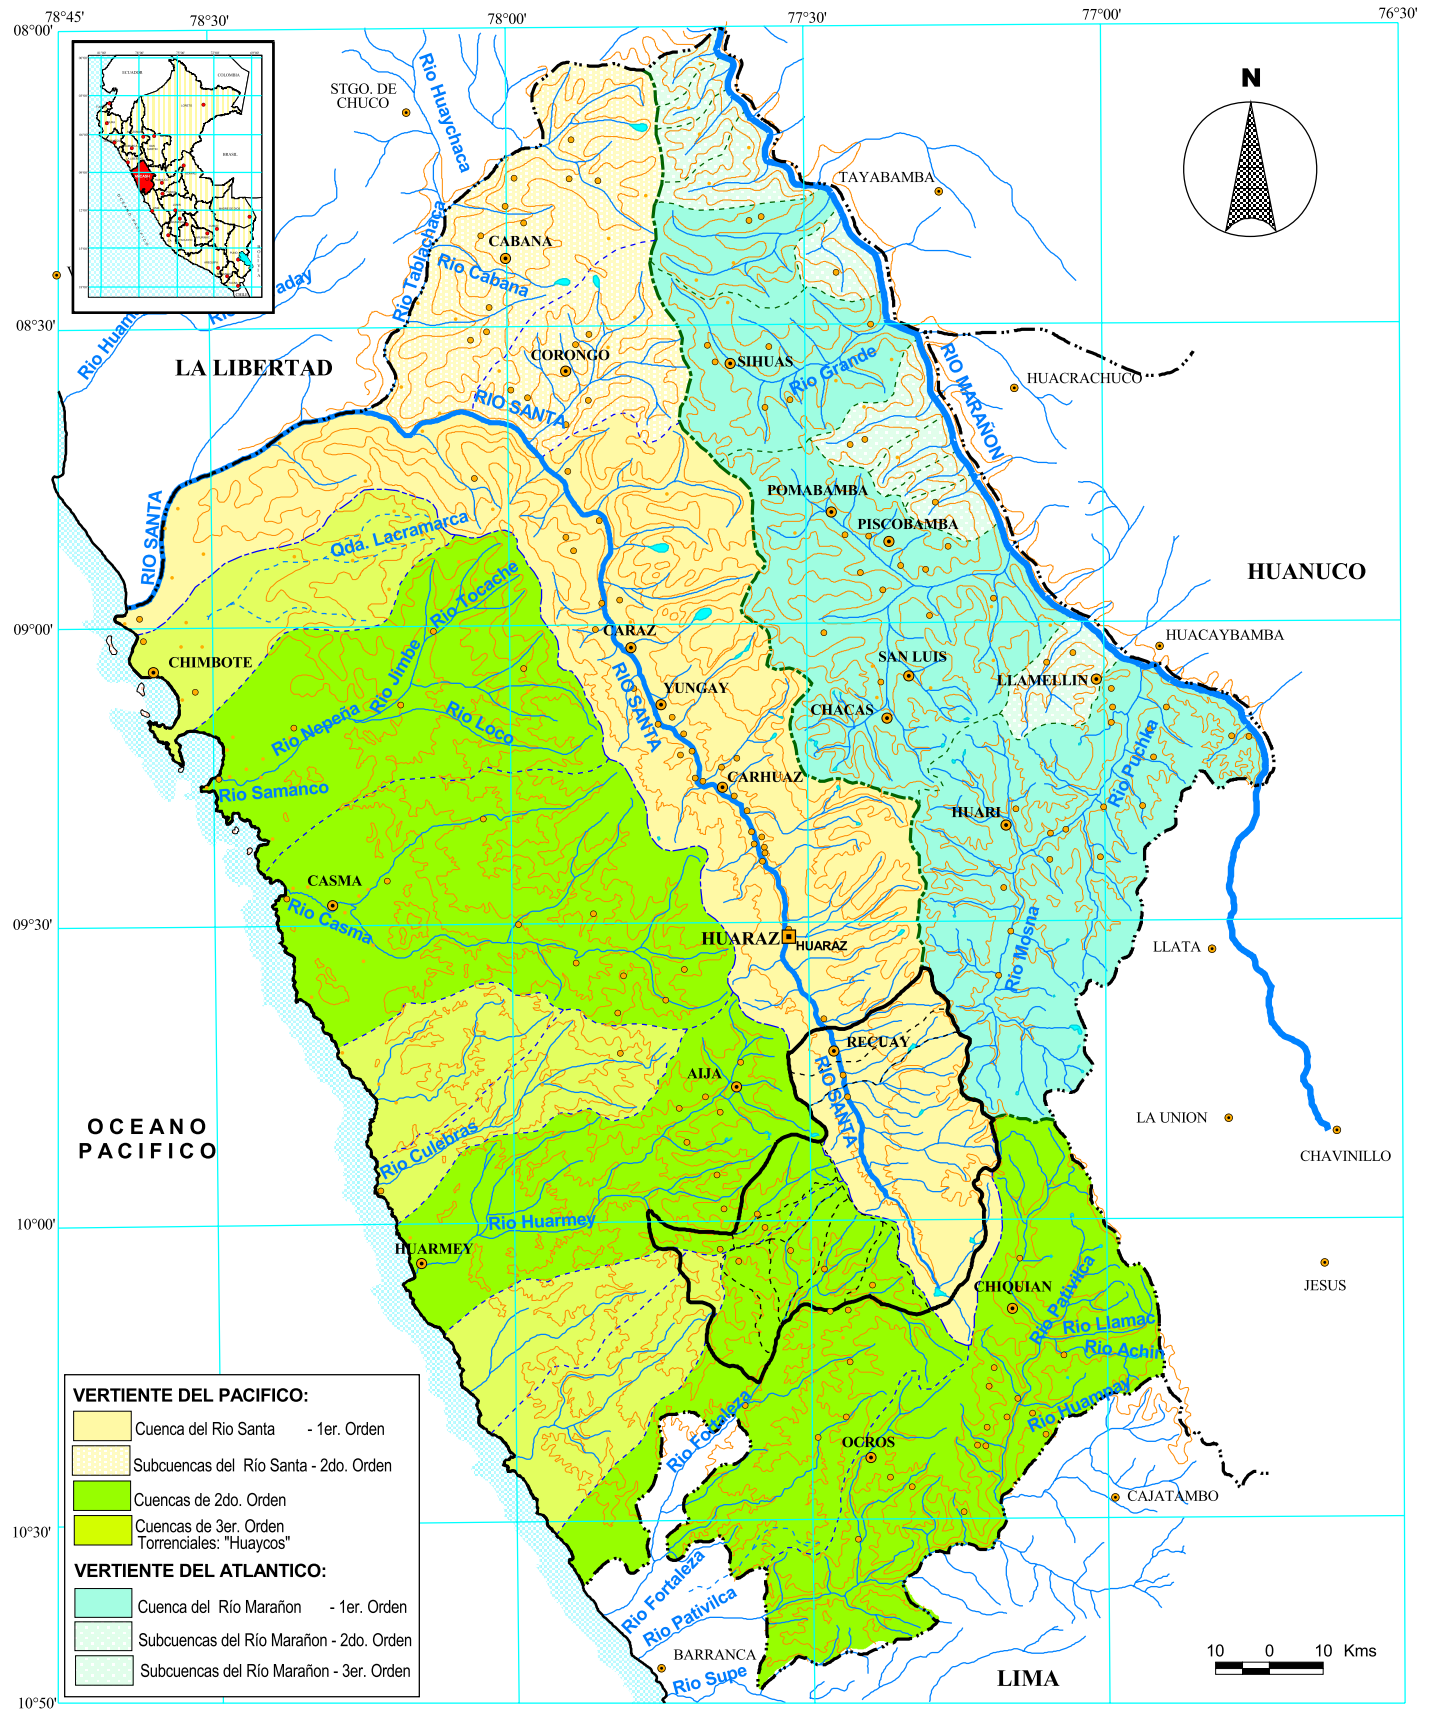 78°45'
78°30'
78°00'
77°30'
77°00'
76°30'
08°00'
08°30'
09°00'
09°30'
10°00'
10°30'
10°50'
ECUADOR
COLOMBIA
BRASIL
N
STGO. DE
CHUCO
Rio Huaychaca
TAYABAMBA
Rio Tablachaca
CABANA
Rio Cabana
aday
LA LIBERTAD
CORONGO
RIO SANTA
SIHUAS
Rio Grande
RIO MARAÑON
HUACRACHUCO
POMABAMBA
PISCOBAMBA
RIO SANTA
Qda. Lacramarca
Rio Tocache
HUANUCO
HUACAYBAMBA
CHIMBOTE
CARAZ
SAN LUIS
LLAMELLIN
Rio Jimbe
RIO SANTA
YUNGAY
CHACAS
Rio Nepeña
Rio Loco
Rio Puchka
Rio Samanco
CARHUAZ
HUARI
CASMA
Rio Casma
HUARAZ
HUARAZ
Rio Mosna
LLATA
RECUAY
AIJA
RIO SANTA
OCEANO
PACIFICO
LA UNION
CHAVINILLO
Rio Culebras
Rio Huarmey
HUARMEY
CHIQUIAN
Rio Pativilca
JESUS
Rio Llamac
Rio Achin
Rio Huampay
Rio Fortaleza
OCROS
CAJATAMBO
Rio Fortaleza
Rio Pativilca
BARRANCA
Rio Supe
LIMA
10 0 10 Kms
VERTIENTE DEL PACIFICO:
Cuenca del Rio Santa - 1er. Orden
Subcuencas del Río Santa - 2do. Orden
Cuencas de 2do. Orden
Cuencas de 3er. Orden
Torrenciales: "Huaycos"
VERTIENTE DEL ATLANTICO:
Cuenca del Río Marañon - 1er. Orden
Subcuencas del Río Marañon - 2do. Orden
Subcuencas del Río Marañon - 3er. Orden